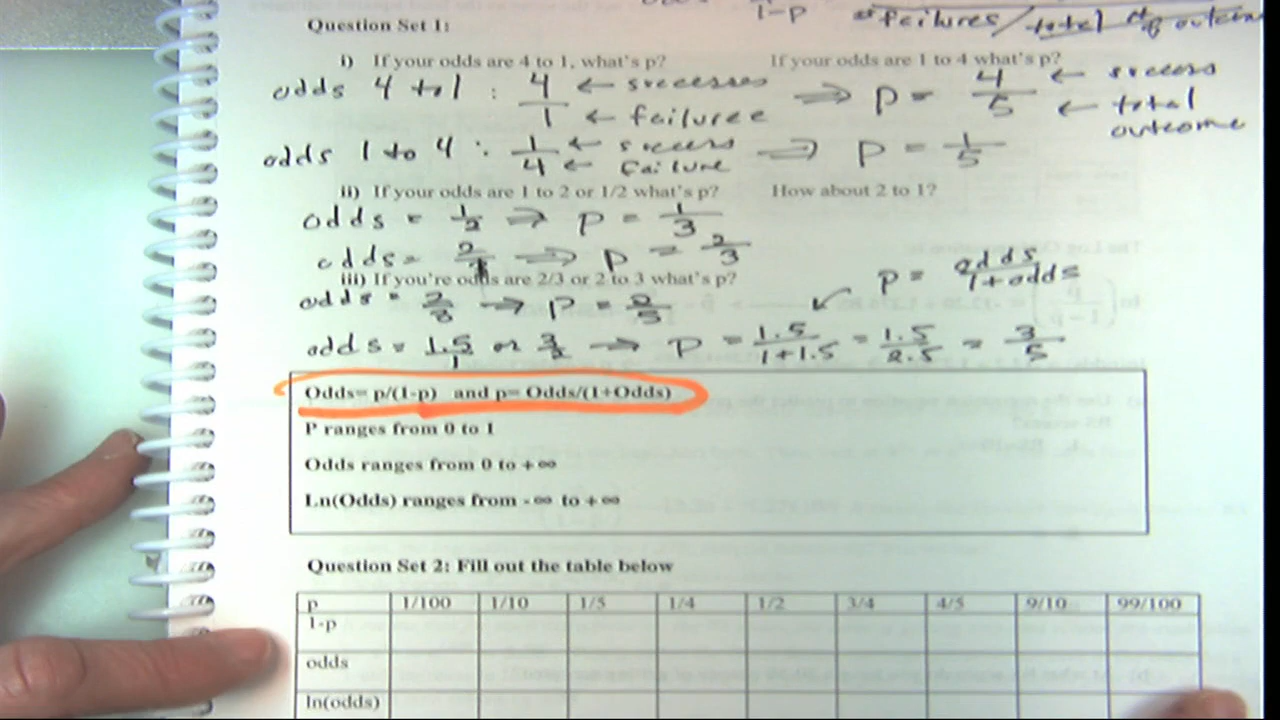 1-p failures/total # of outcom
Question Set 1:
i) If your odds are 4 to 1, what's p? If your odds are 1 to 4 what's p?
odds 4 to 1 : 4/1 ← successes ← failures ⇒ p = 4/5 ← success ← total outcome
odds 1 to 4 : 1/4 ← success ← failure ⇒ p = 1/5
ii) If your odds are 1 to 2 or 1/2 what's p? How about 2 to 1?
odds = 1/2 ⇒ p = 1/3
odds = 2/1 ⇒ p = 2/3
iii) If you're odds are 2/3 or 2 to 3 what's p? p = odds/1+odds
odds = 2/3 → p = 2/5
odds = 1.5/1 or 3/2 → p = 1.5/1+1.5 = 1.5/2.5 = 3/5
Odds= p/(1-p) and p= Odds/(1+Odds)
P ranges from 0 to 1
Odds ranges from 0 to +∞
Ln(Odds) ranges from -∞ to +∞
Question Set 2: Fill out the table below
p 1/100 1/10 1/5 1/4 1/2 3/4 4/5 9/10 99/100
1-p
odds
ln(odds)